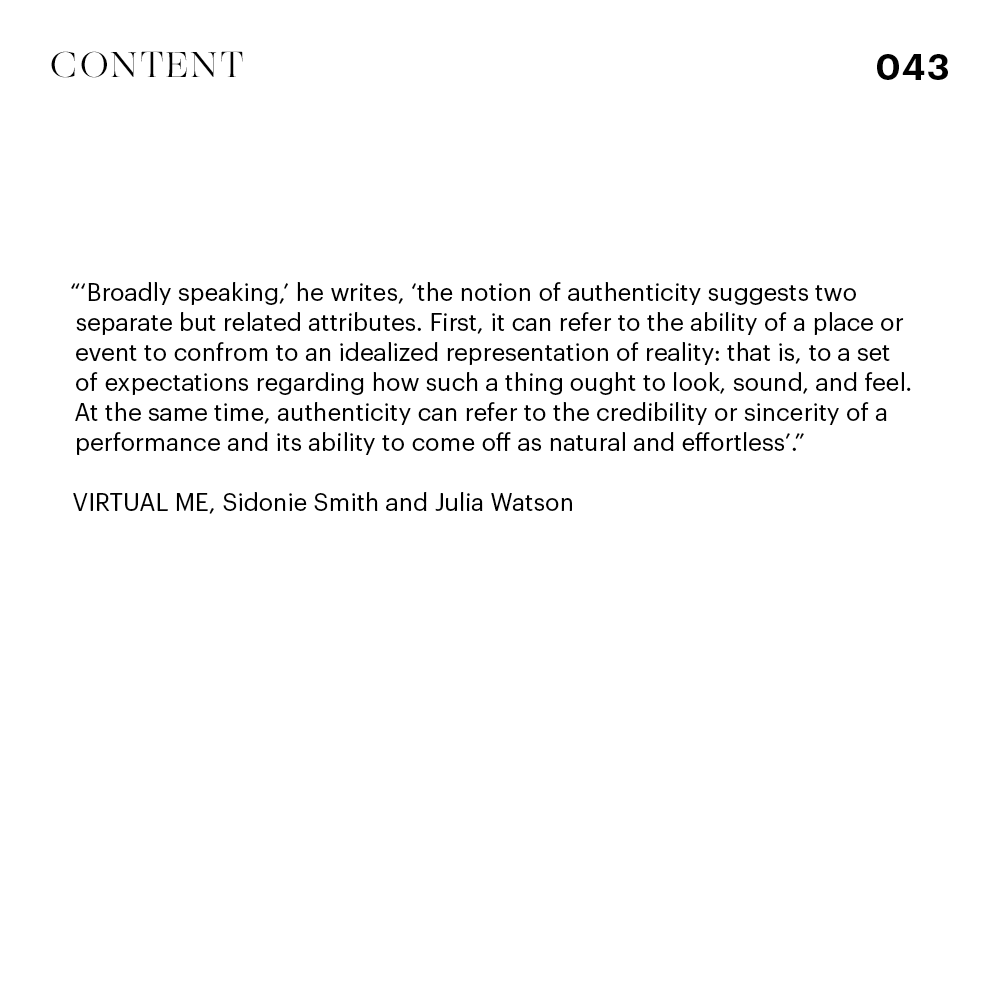 CONTENT
043
“‘Broadly speaking,’ he writes, ‘the notion of authenticity suggests two
separate but related attributes. First, it can refer to the ability of a place or
event to confrom to an idealized representation of reality: that is, to a set
of expectations regarding how such a thing ought to look, sound, and feel.
At the same time, authenticity can refer to the credibility or sincerity of a
performance and its ability to come off as natural and effortless’.”
VIRTUAL ME, Sidonie Smith and Julia Watson